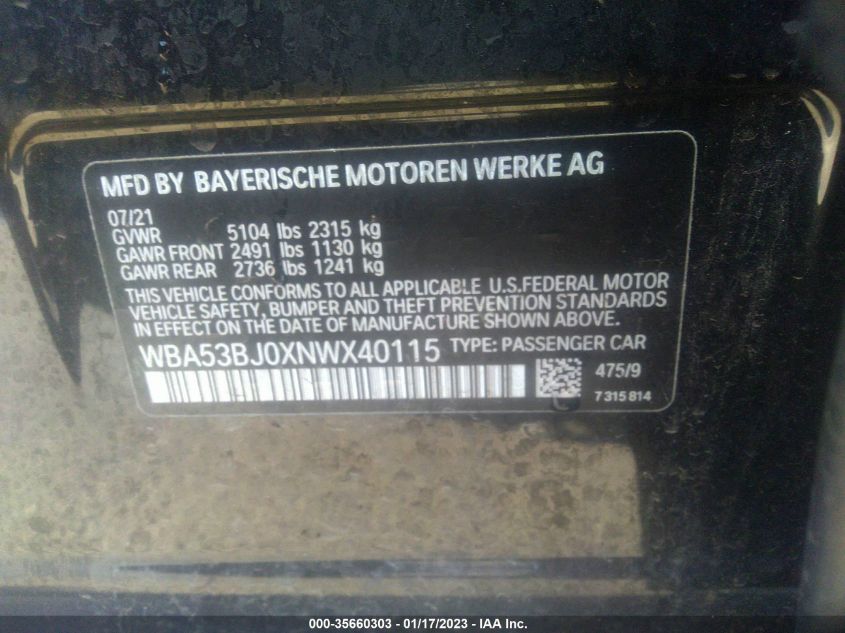 MFD BY BAYERISCHE MOTOREN WERKE AG
07/21
GVWR 5104 lbs 2315 kg
GAWR FRONT 2491 lbs 1130 kg
GAWR REAR 2736 lbs 1241 kg
THIS VEHICLE CONFORMS TO ALL APPLICABLE U.S.FEDERAL MOTOR
VEHICLE SAFETY, BUMPER AND THEFT PREVENTION STANDARDS
IN EFFECT ON THE DATE OF MANUFACTURE SHOWN ABOVE.
WBA53BJ0XNWX40115 TYPE: PASSENGER CAR
475/9
7315814
000-35660303 - 01/17/2023 - IAA Inc.